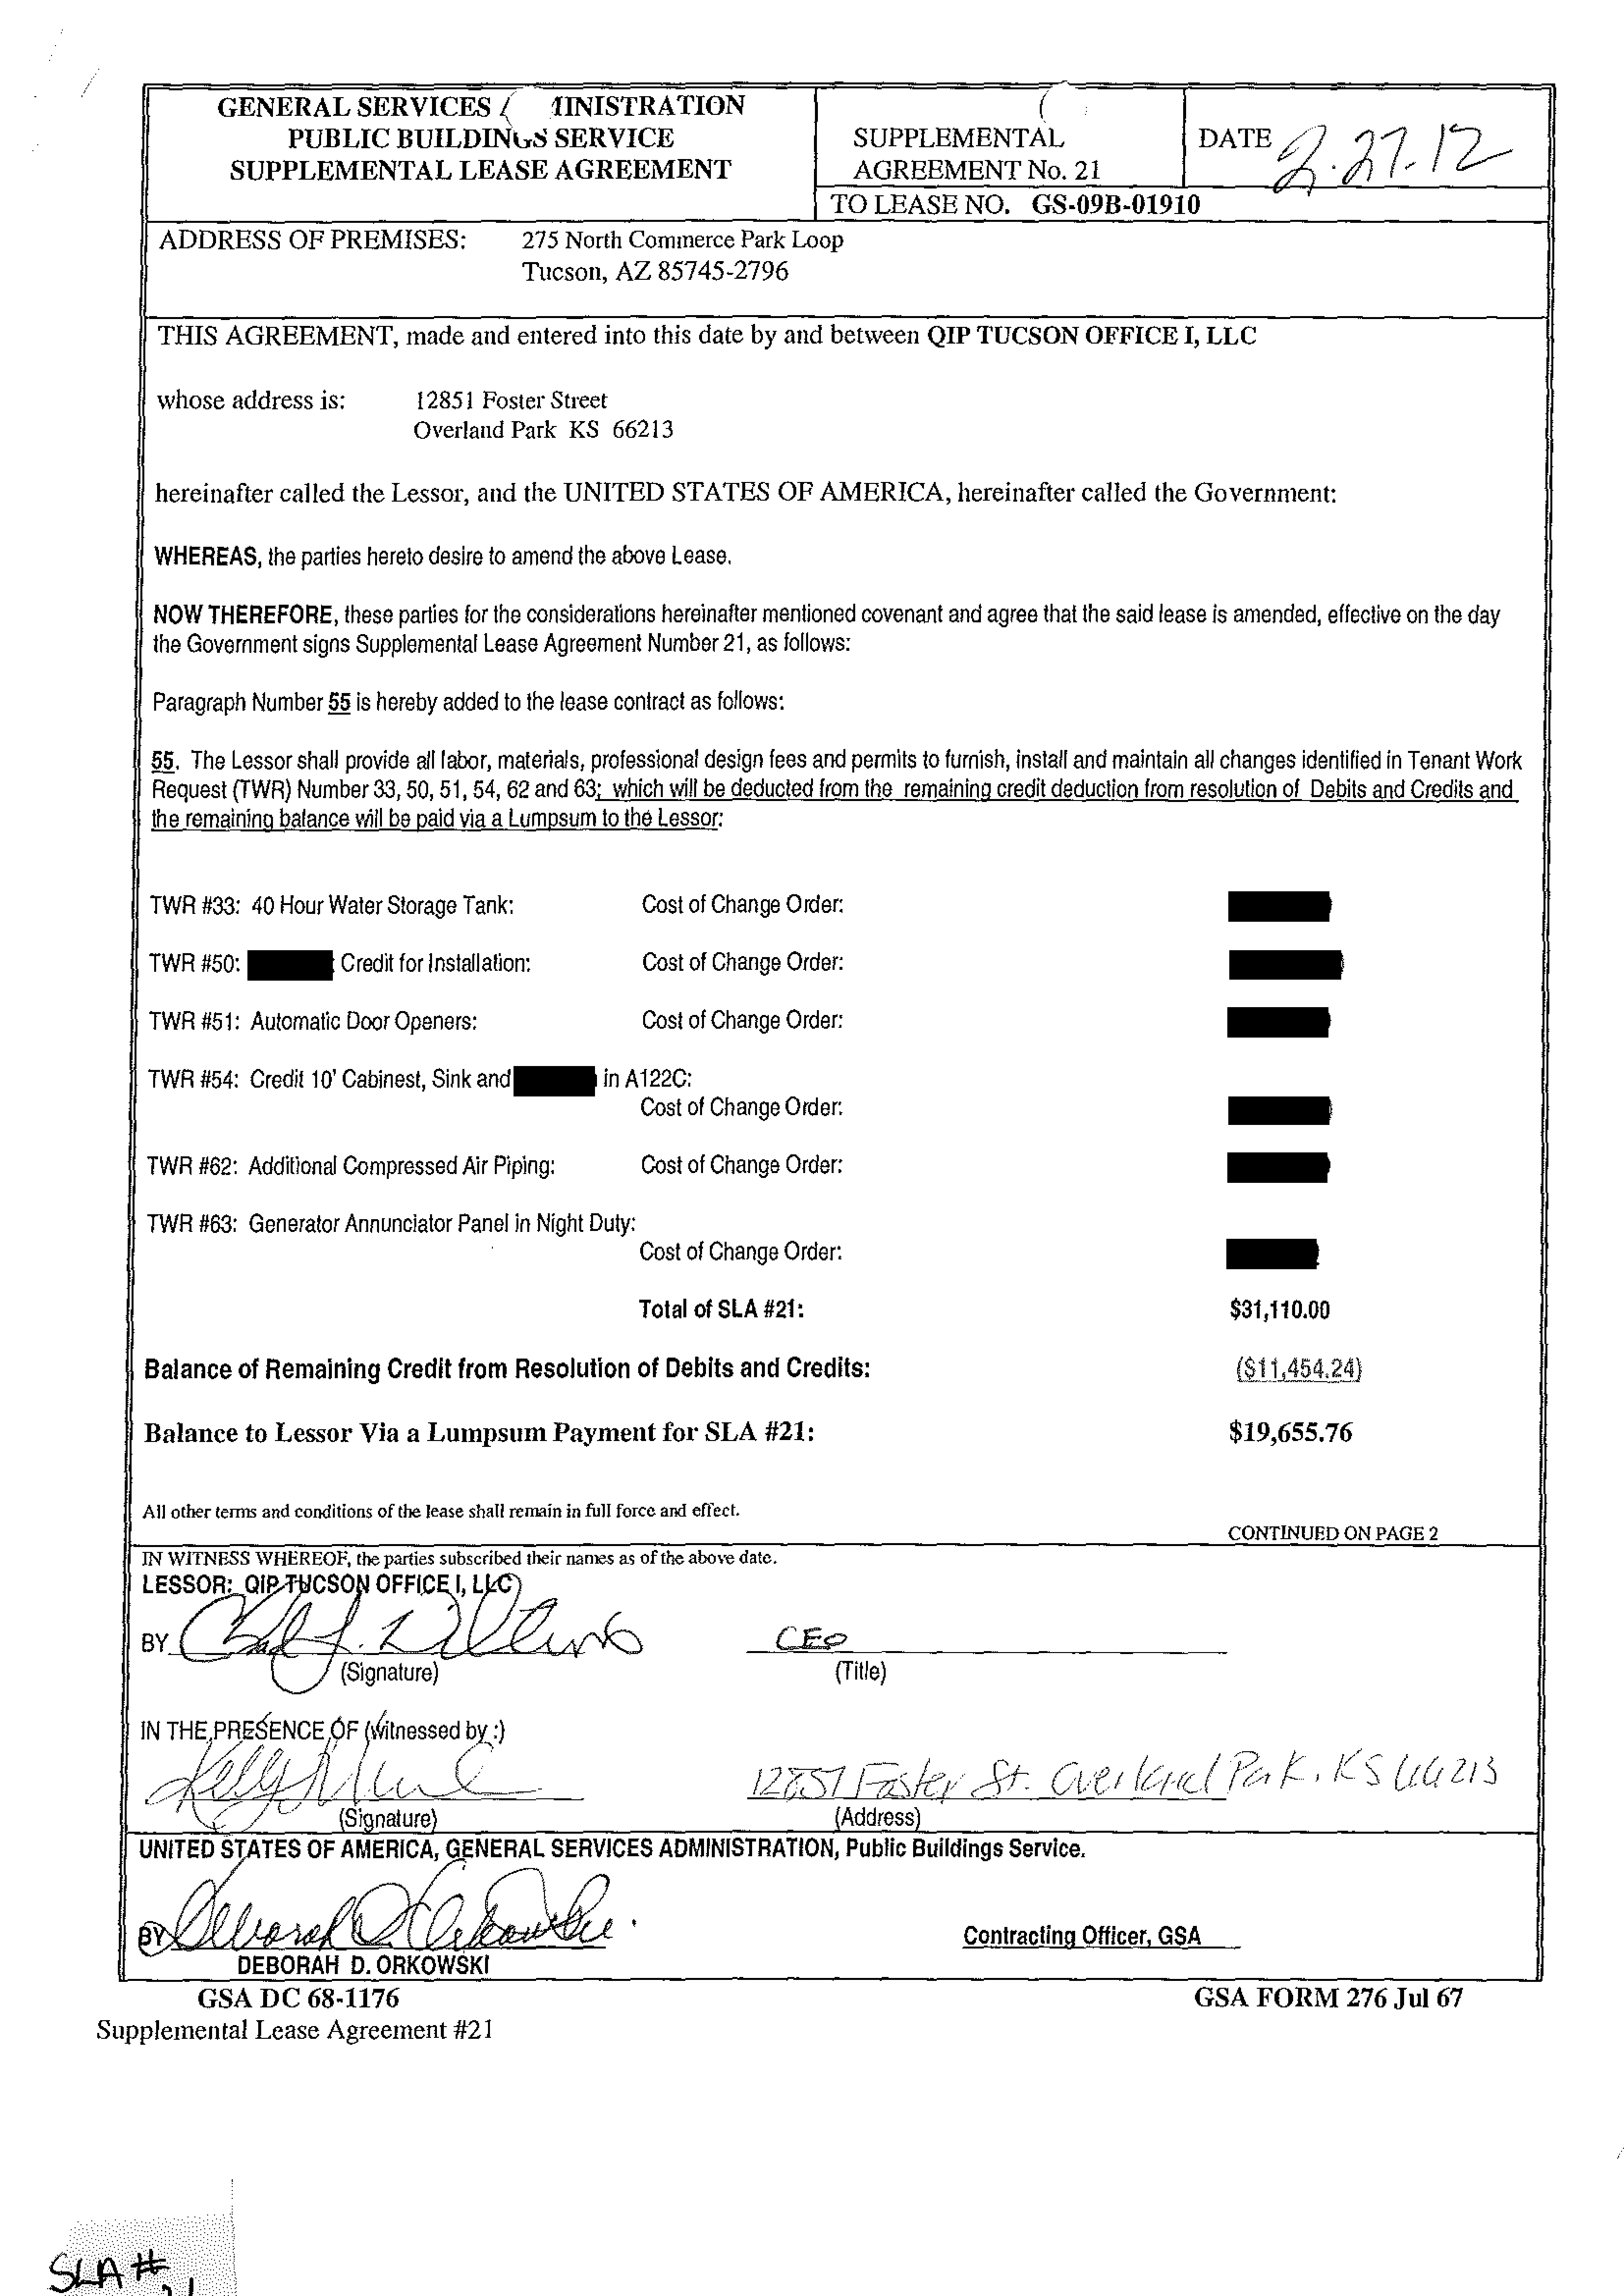 GENERAL SERVICES MINISTRATION
PUBLIC BUILDINGS SERVICE
SUPPLEMENTAL LEASE AGREEMENT
SUPPLEMENTAL
AGREEMENT No. 21
DATE 2.27.12
TO LEASE NO. GS-09B-01910
ADDRESS OF PREMISES: 275 North Commerce Park Loop
Tucson, AZ 85745-2796
THIS AGREEMENT, made and entered into this date by and between QIP TUCSON OFFICE I, LLC
whose address is: 12851 Foster Street
Overland Park KS 66213
hereinafter called the Lessor, and the UNITED STATES OF AMERICA, hereinafter called the Government:
WHEREAS, the parties hereto desire to amend the above Lease.
NOW THEREFORE, these parties for the considerations hereinafter mentioned covenant and agree that the said lease is amended, effective on the day
the Government signs Supplemental Lease Agreement Number 21, as follows:
Paragraph Number 55 is hereby added to the lease contract as follows:
55. The Lessor shall provide all labor, materials, professional design fees and permits to furnish, install and maintain all changes identified in Tenant Work
Request (TWR) Number 33, 50, 51, 54, 62 and 63; which will be deducted from the remaining credit deduction from resolution of Debits and Credits and
the remaining balance will be paid via a Lumpsum to the Lessor:
TWR #33: 40 Hour Water Storage Tank: Cost of Change Order:
TWR #50: Credit for Installation: Cost of Change Order:
TWR #51: Automatic Door Openers: Cost of Change Order:
TWR #54: Credit 10' Cabinest, Sink and in A122C:
Cost of Change Order:
TWR #62: Additional Compressed Air Piping: Cost of Change Order:
TWR #63: Generator Annunciator Panel in Night Duty:
Cost of Change Order:
Total of SLA #21: $31,110.00
Balance of Remaining Credit from Resolution of Debits and Credits: ($11,454.24)
Balance to Lessor Via a Lumpsum Payment for SLA #21: $19,655.76
All other terms and conditions of the lease shall remain in full force and effect.
CONTINUED ON PAGE 2
IN WITNESS WHEREOF, the parties subscribed their names as of the above date.
LESSOR: QIP TUCSON OFFICE I, LLC
BY CEO
(Signature) (Title)
IN THE PRESENCE OF (witnessed by :)
12851 Foster St. Overland Park, KS 66213
(Signature) (Address)
UNITED STATES OF AMERICA, GENERAL SERVICES ADMINISTRATION, Public Buildings Service.
BY Deborah D. Orkowski Contracting Officer, GSA
DEBORAH D. ORKOWSKI
GSA DC 68-1176 GSA FORM 276 Jul 67
Supplemental Lease Agreement #21
SLA #
21